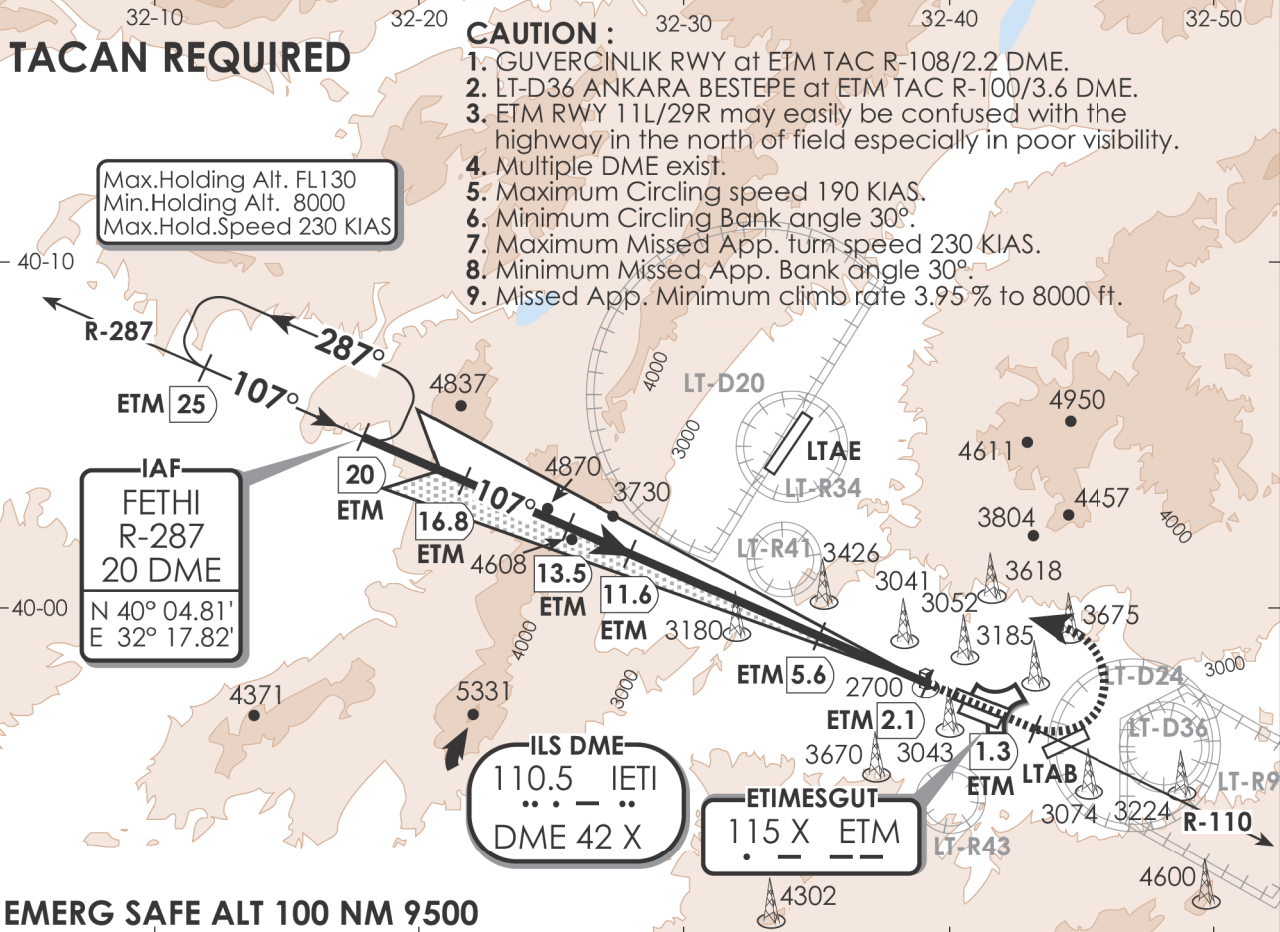 32-10
32-20
32-30
32-40
32-50
TACAN REQUIRED
CAUTION :
1. GUVERCINLIK RWY at ETM TAC R-108/2.2 DME.
2. LT-D36 ANKARA BESTEPE at ETM TAC R-100/3.6 DME.
3. ETM RWY 11L/29R may easily be confused with the
highway in the north of field especially in poor visibility.
4. Multiple DME exist.
5. Maximum Circling speed 190 KIAS.
6. Minimum Circling Bank angle 30°.
7. Maximum Missed App. turn speed 230 KIAS.
8. Minimum Missed App. Bank angle 30°.
9. Missed App. Minimum climb rate 3.95 % to 8000 ft.
Max.Holding Alt. FL130
Min.Holding Alt. 8000
Max.Hold.Speed 230 KIAS
40-10
R-287
287°
107°
ETM 25
4837
4000
3000
LT-D20
LTAE
LT-R34
4950
4611
4457
3804
4000
IAF
FETHI
R-287
20 DME
N 40° 04.81'
E 32° 17.82'
20
ETM
107°
4870
3730
16.8
ETM
4608
13.5
ETM
11.6
ETM
LT-R41
3426
3041
3052
3618
3185
3675
40-00
3180
ETM 5.6
2700
ETM 2.1
3670
3043
1.3
ETM
LTAB
LT-D24
3000
LT-D36
LT-R9
3074
3224
R-110
4000
3000
4371
5331
ILS DME
110.5 IETI
·· · – ··
DME 42 X
ETIMESGUT
115 X ETM
· – – –
LT-R43
4302
4600
EMERG SAFE ALT 100 NM 9500